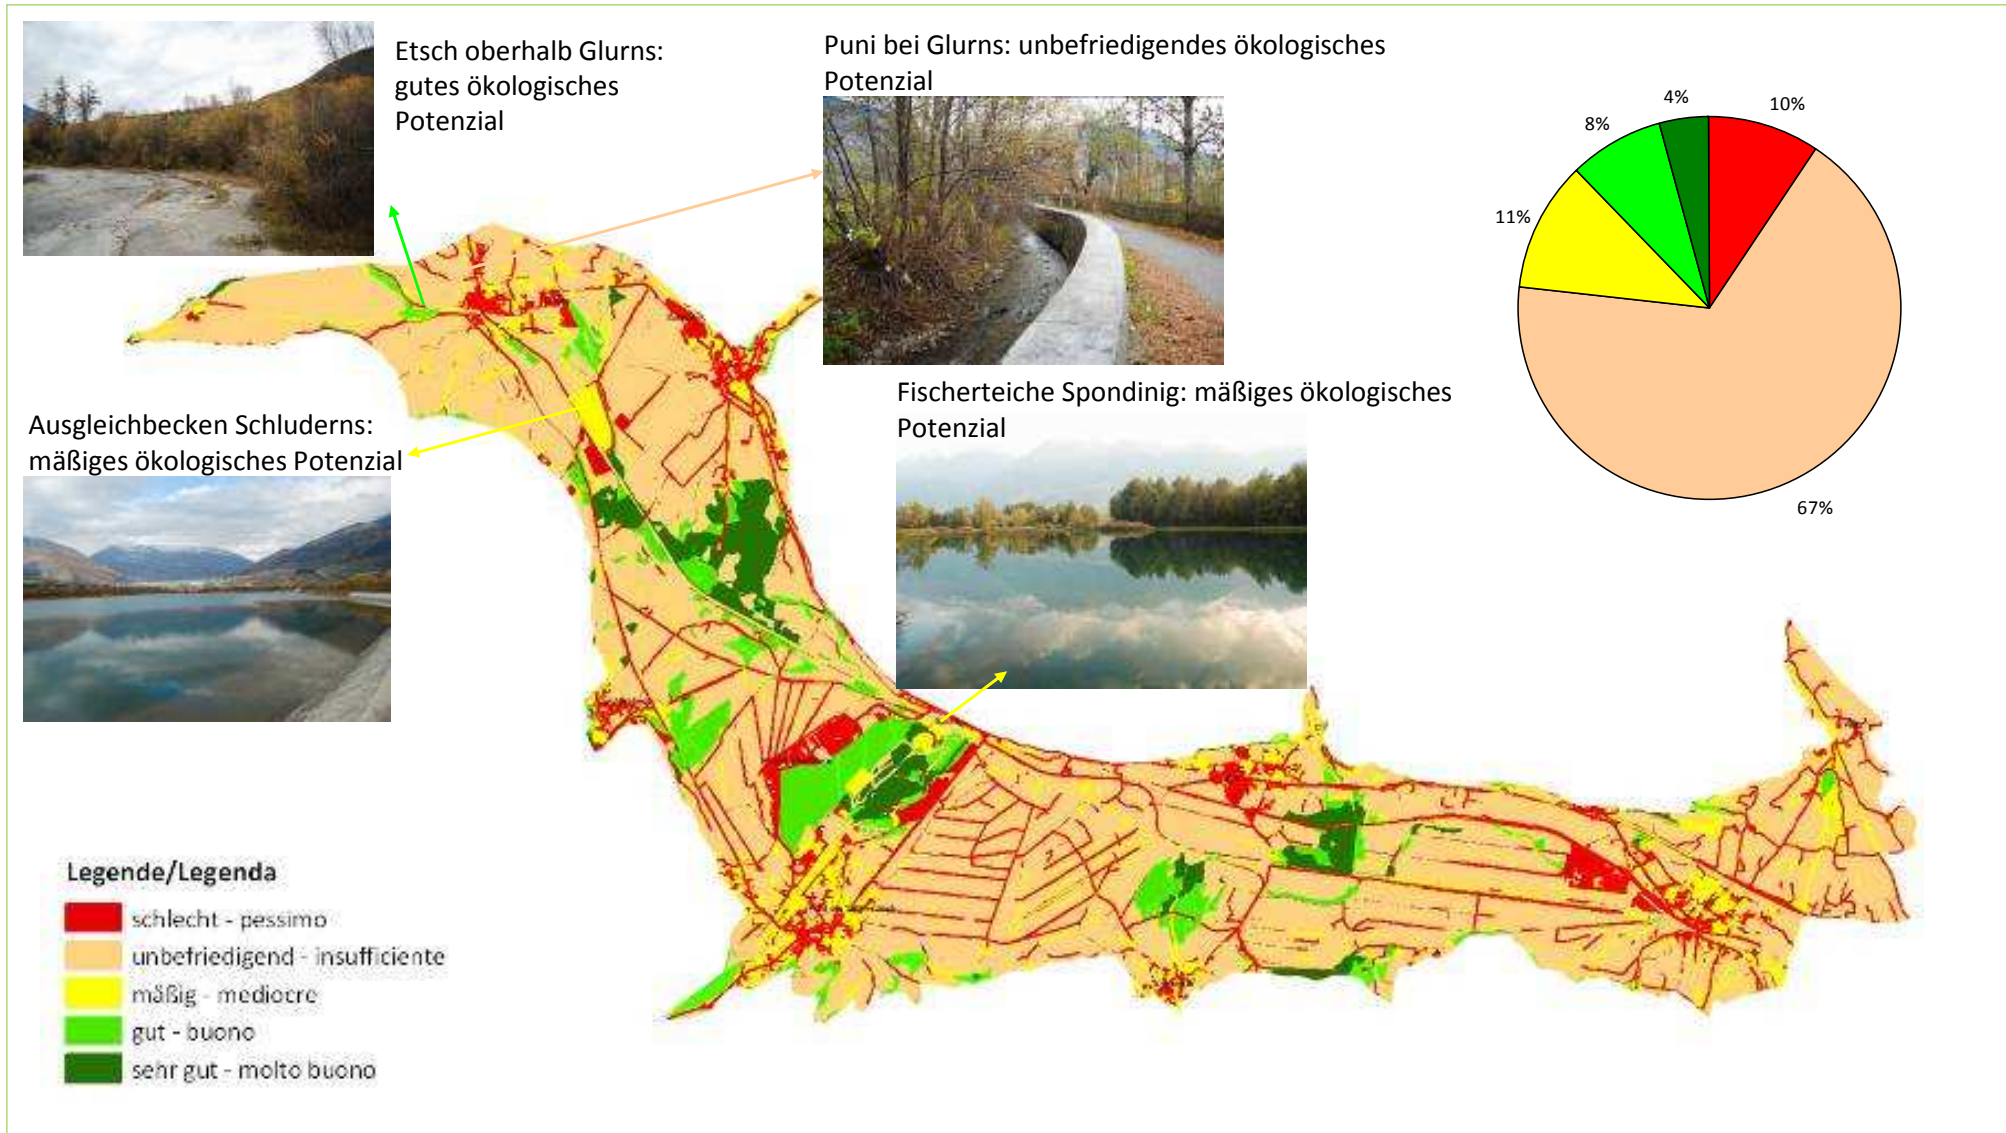 Etsch oberhalb Glurns:
gutes ökologisches
Potenzial
Puni bei Glurns: unbefriedigendes ökologisches
Potenzial
4%
10%
8%
11%
67%
Fischerteiche Spondinig: mäßiges ökologisches
Potenzial
Ausgleichbecken Schluderns:
mäßiges ökologisches Potenzial
Legende/Legenda
schlecht - pessimo
unbefriedigend - insufficiente
mäßig - mediocre
gut - buono
sehr gut - molto buono